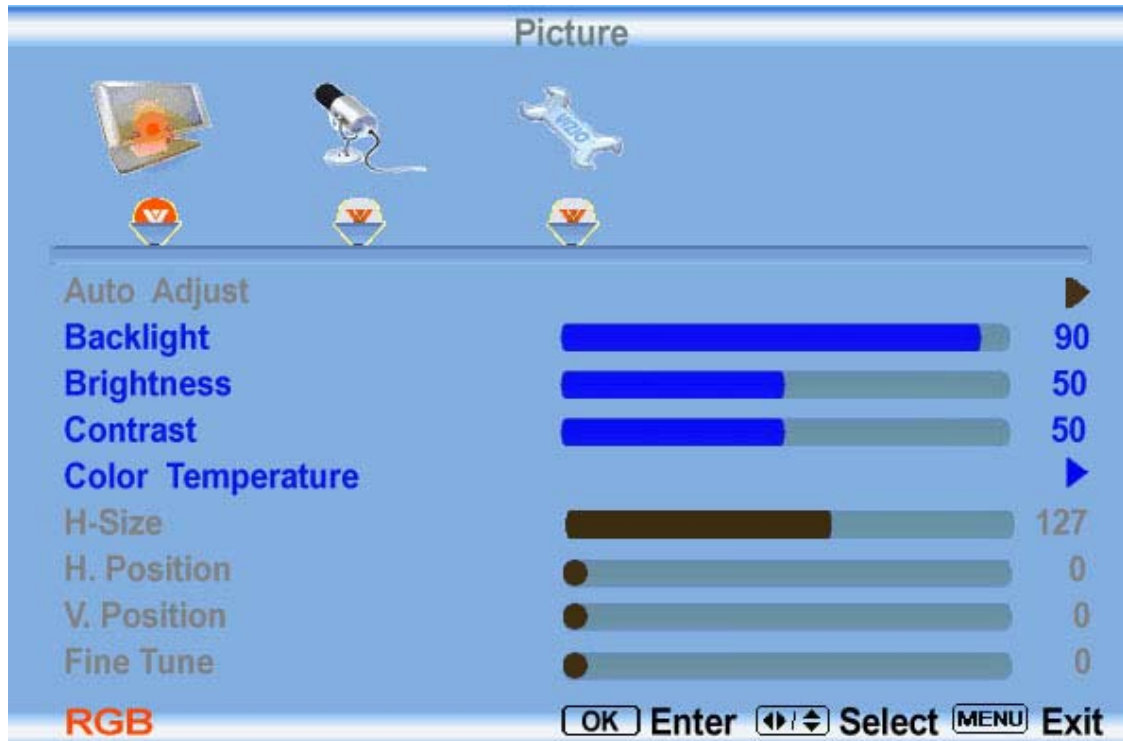 Picture
VIZIO
Auto Adjust
Backlight 90
Brightness 50
Contrast 50
Color Temperature
H-Size 127
H. Position 0
V. Position 0
Fine Tune 0
RGB OK Enter Select MENU Exit